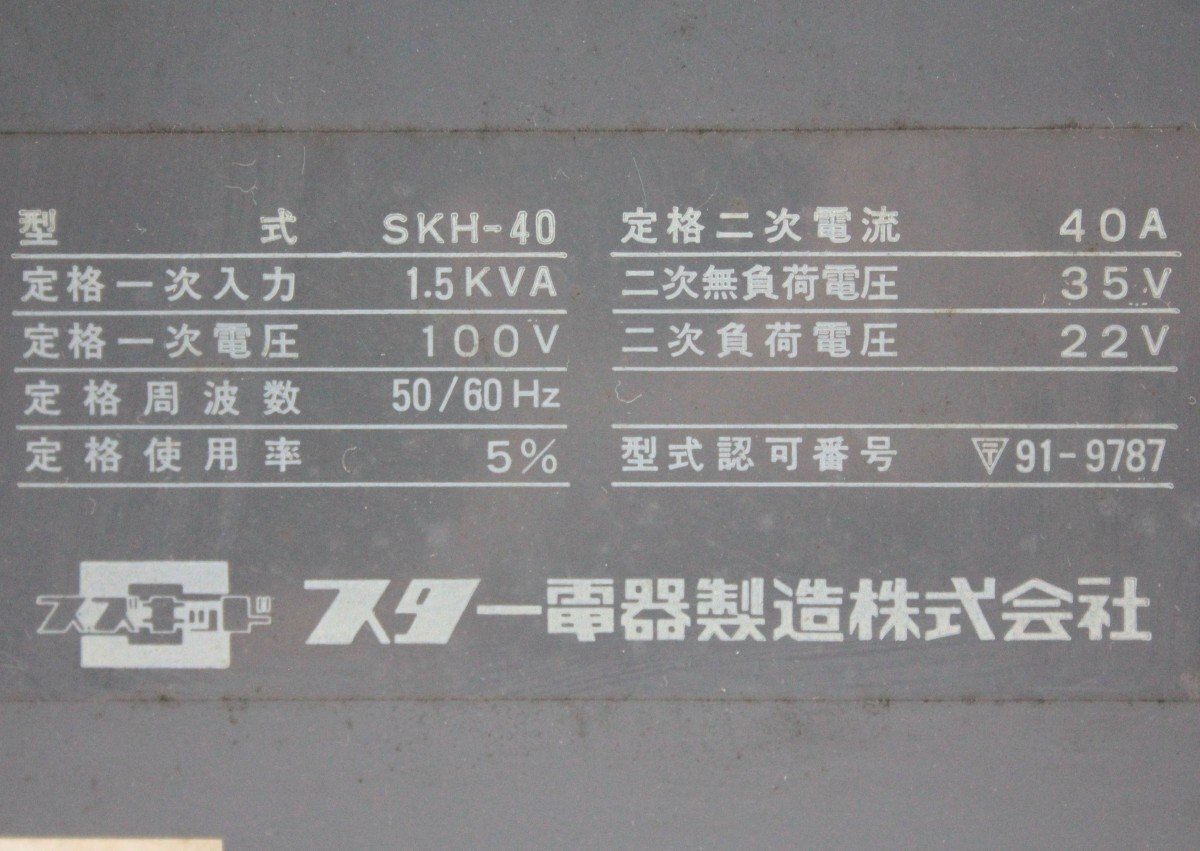 型式 SKH-40
定格一次入力 1.5KVA
定格一次電圧 100V
定格周波数 50/60Hz
定格使用率 5%
定格二次電流 40A
二次無負荷電圧 35V
二次負荷電圧 22V
型式認可番号 〒91-9787
スズキッド スター電器製造株式会社